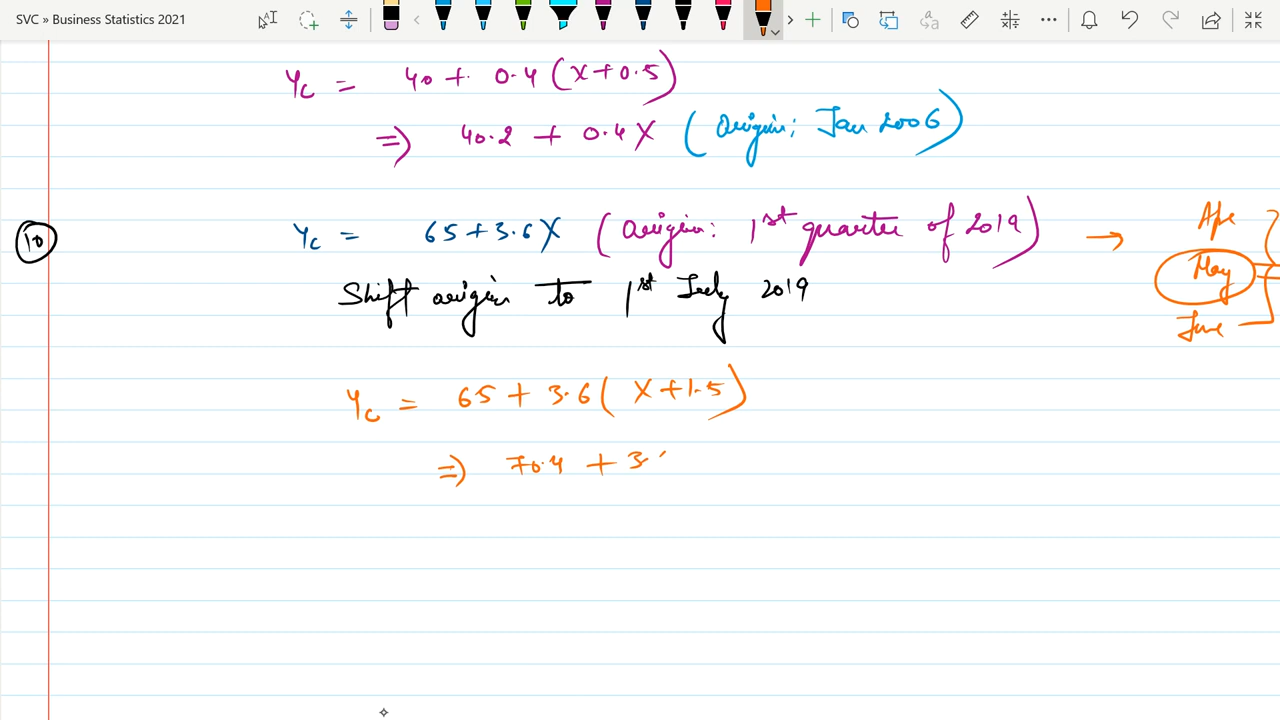 SVC » Business Statistics 2021
Yc = 40 + 0.4 (X+0.5)
⇒ 40.2 + 0.4X (Origin; Jan 2006)
10 Yc = 65+3.6X (Origin: 1st quarter of 2019) → Apr
May
Shift origin to 1st July 2019
June
Yc = 65 + 3.6 ( X+1.5)
⇒ 70.4 + 3.